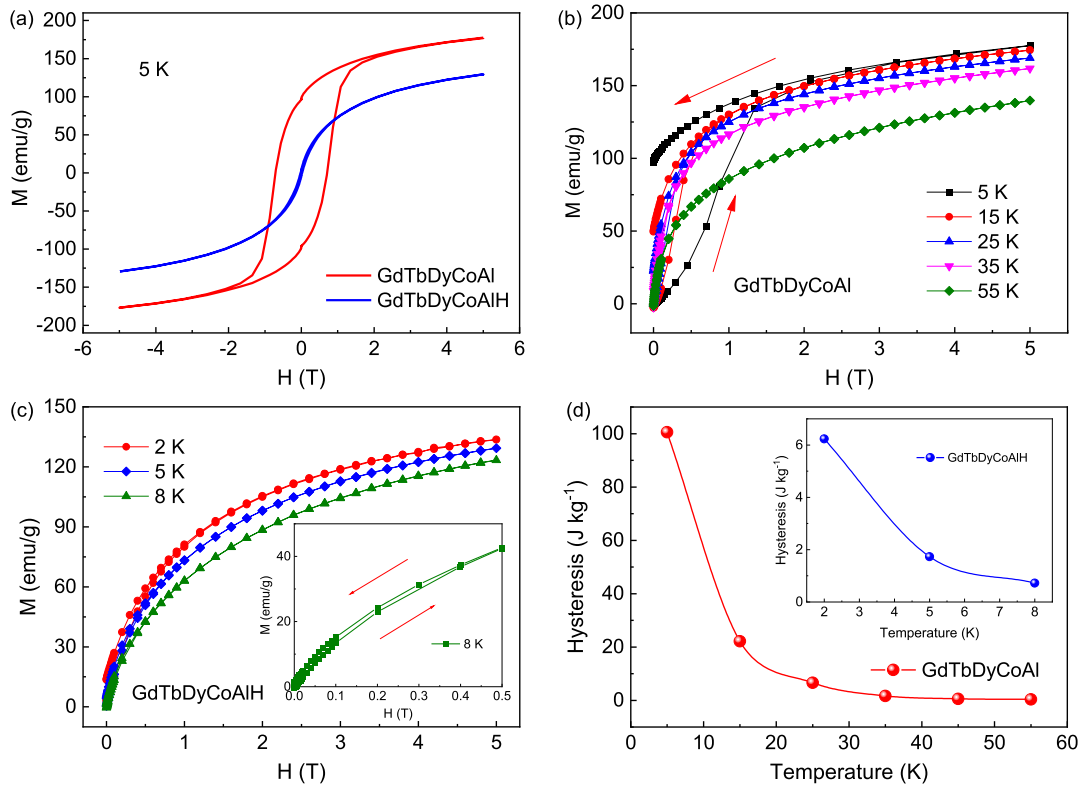 (a)
200
150
100
50
0
-50
-100
-150
-200
M (emu/g)
5 K
GdTbDyCoAl
GdTbDyCoAlH
-6 -4 -2 0 2 4 6
H (T)
(b)
200
150
100
50
0
M (emu/g)
5 K
15 K
25 K
35 K
55 K
GdTbDyCoAl
0 1 2 3 4 5
H (T)
(c)
150
120
90
60
30
0
M (emu/g)
2 K
5 K
8 K
GdTbDyCoAlH
0 1 2 3 4 5
H (T)
40
20
0
M (emu/g)
8 K
0.0 0.1 0.2 0.3 0.4 0.5
H (T)
(d)
100
80
60
40
20
0
Hysteresis (J kg-1)
GdTbDyCoAl
0 10 20 30 40 50 60
Temperature (K)
6
4
2
0
Hysteresis (J kg-1)
GdTbDyCoAlH
2 3 4 5 6 7 8
Temperature (K)